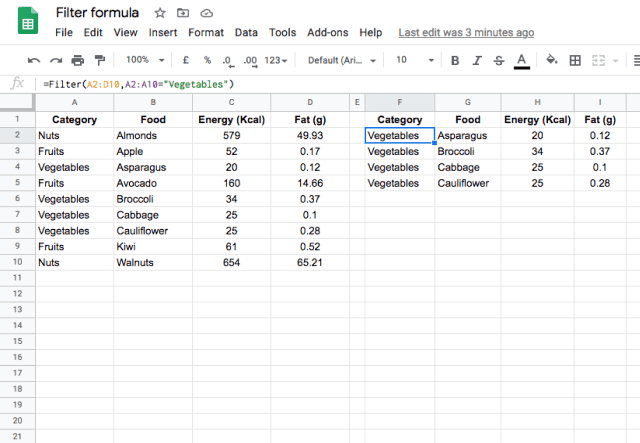 Filter formula
File Edit View Insert Format Data Tools Add-ons Help Last edit was 3 minutes ago
100% £ % .0 .00 123 Default (Ari... 10 B I S A
fx =Filter(A2:D10,A2:A10="Vegetables")
A B C D E F G H I
1 Category Food Energy (Kcal) Fat (g) Category Food Energy (Kcal) Fat (g)
2 Nuts Almonds 579 49.93 Vegetables Asparagus 20 0.12
3 Fruits Apple 52 0.17 Vegetables Broccoli 34 0.37
4 Vegetables Asparagus 20 0.12 Vegetables Cabbage 25 0.1
5 Fruits Avocado 160 14.66 Vegetables Cauliflower 25 0.28
6 Vegetables Broccoli 34 0.37
7 Vegetables Cabbage 25 0.1
8 Vegetables Cauliflower 25 0.28
9 Fruits Kiwi 61 0.52
10 Nuts Walnuts 654 65.21
11
12
13
14
15
16
17
18
19
20
21